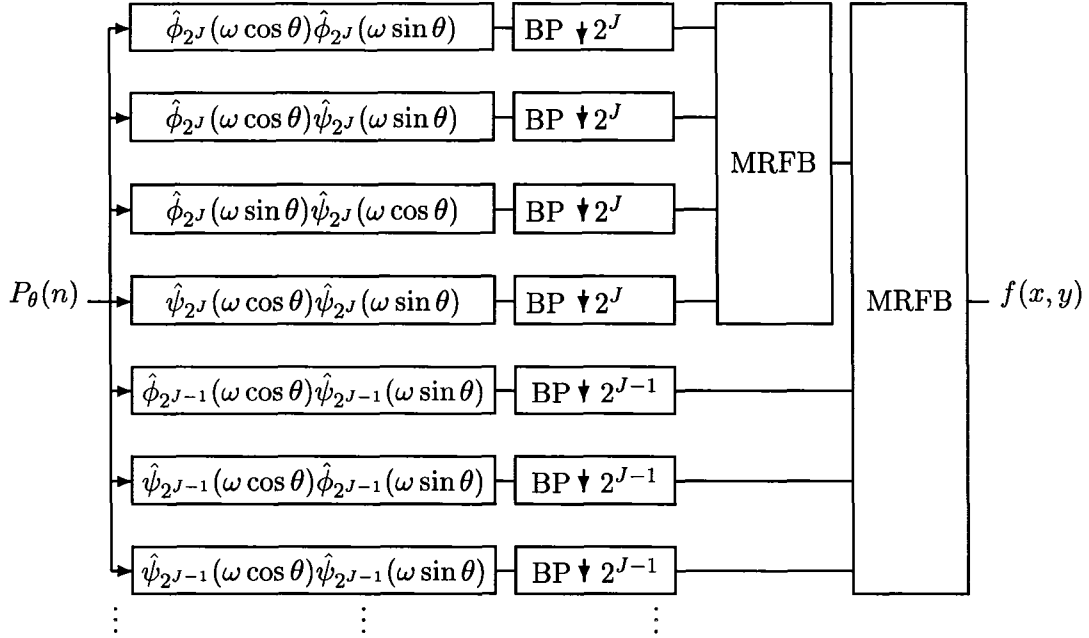 φ̂_{2^J}(ω cos θ)φ̂_{2^J}(ω sin θ) BP ↓ 2^J
φ̂_{2^J}(ω cos θ)ψ̂_{2^J}(ω sin θ) BP ↓ 2^J
MRFB
φ̂_{2^J}(ω sin θ)ψ̂_{2^J}(ω cos θ) BP ↓ 2^J
P_θ(n) ψ̂_{2^J}(ω cos θ)ψ̂_{2^J}(ω sin θ) BP ↓ 2^J MRFB f(x, y)
φ̂_{2^{J-1}}(ω cos θ)ψ̂_{2^{J-1}}(ω sin θ) BP ↓ 2^{J-1}
ψ̂_{2^{J-1}}(ω cos θ)φ̂_{2^{J-1}}(ω sin θ) BP ↓ 2^{J-1}
ψ̂_{2^{J-1}}(ω cos θ)ψ̂_{2^{J-1}}(ω sin θ) BP ↓ 2^{J-1}
⋮ ⋮ ⋮